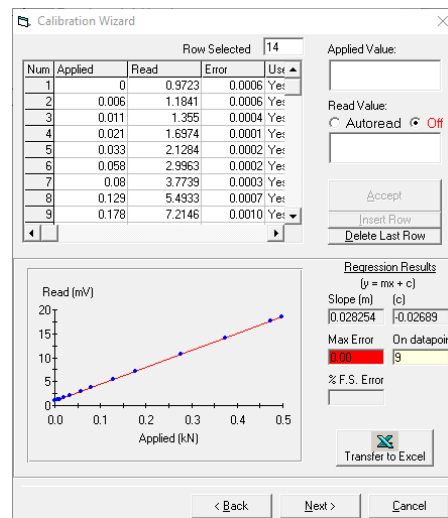 Calibration Wizard
Row Selected 14
Num Applied Read Error Use
1 0 0.9723 0.0006 Yes
2 0.006 1.1841 0.0006 Yes
3 0.011 1.355 0.0004 Yes
4 0.021 1.6974 0.0001 Yes
5 0.033 2.1284 0.0002 Yes
6 0.058 2.9963 0.0002 Yes
7 0.08 3.7739 0.0003 Yes
8 0.129 5.4933 0.0007 Yes
9 0.178 7.2146 0.0010 Yes
Applied Value:
Read Value:
Autoread Off
Accept
Insert Row
Delete Last Row
Read (mV)
20
15
10
5
0
0.0 0.1 0.2 0.3 0.4 0.5
Applied (kN)
Regression Results
(y = mx + c)
Slope (m) (c)
0.028254 -0.02689
Max Error On datapoin
0.00 9
% F.S. Error
Transfer to Excel
< Back Next > Cancel